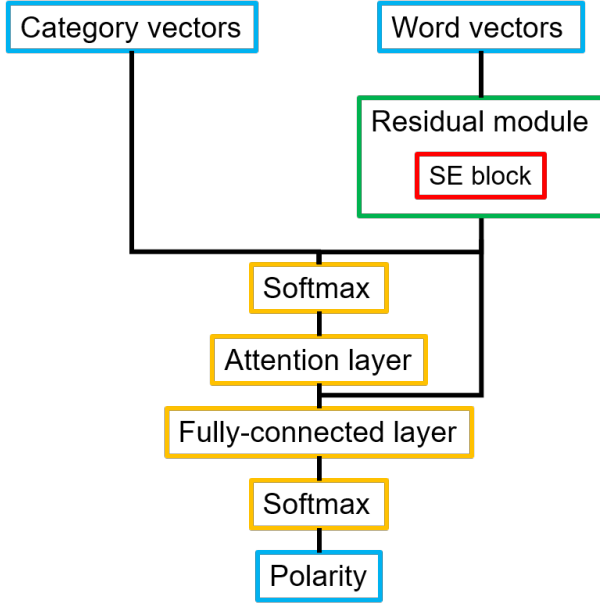 Category vectors
Word vectors
Residual module
SE block
Softmax
Attention layer
Fully-connected layer
Softmax
Polarity